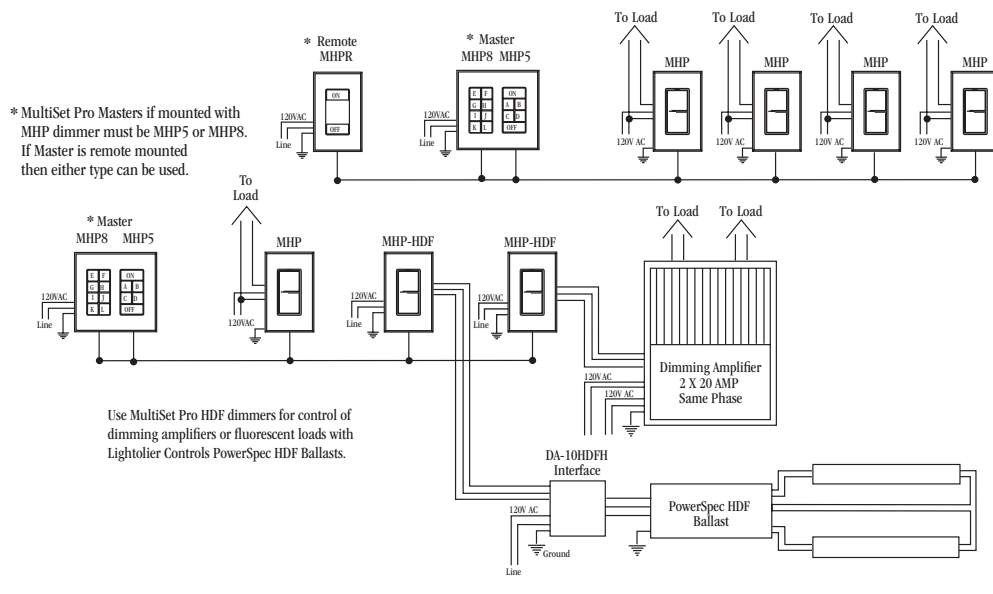 To Load
To Load
To Load
To Load
* Remote
MHPR
* Master
MHP8 MHP5
MHP
MHP
MHP
MHP
ON
OFF
E F
G H
I J
K L
ON
A B
C D
OFF
120VAC
Line
120VAC
Line
120V AC
120V AC
120V AC
120V AC
* MultiSet Pro Masters if mounted with
MHP dimmer must be MHP5 or MHP8.
If Master is remote mounted
then either type can be used.
To
Load
* Master
MHP8 MHP5
MHP
MHP-HDF
MHP-HDF
To Load
To Load
E F
G H
I J
K L
ON
A B
C D
OFF
120VAC
Line
120VAC
120VAC
Line
120VAC
Line
Dimming Amplifier
2 X 20 AMP
Same Phase
120V AC
120V AC
Use MultiSet Pro HDF dimmers for control of
dimming amplifiers or fluorescent loads with
Lightolier Controls PowerSpec HDF Ballasts.
DA-10HDFH
Interface
120V AC
Ground
Line
PowerSpec HDF
Ballast